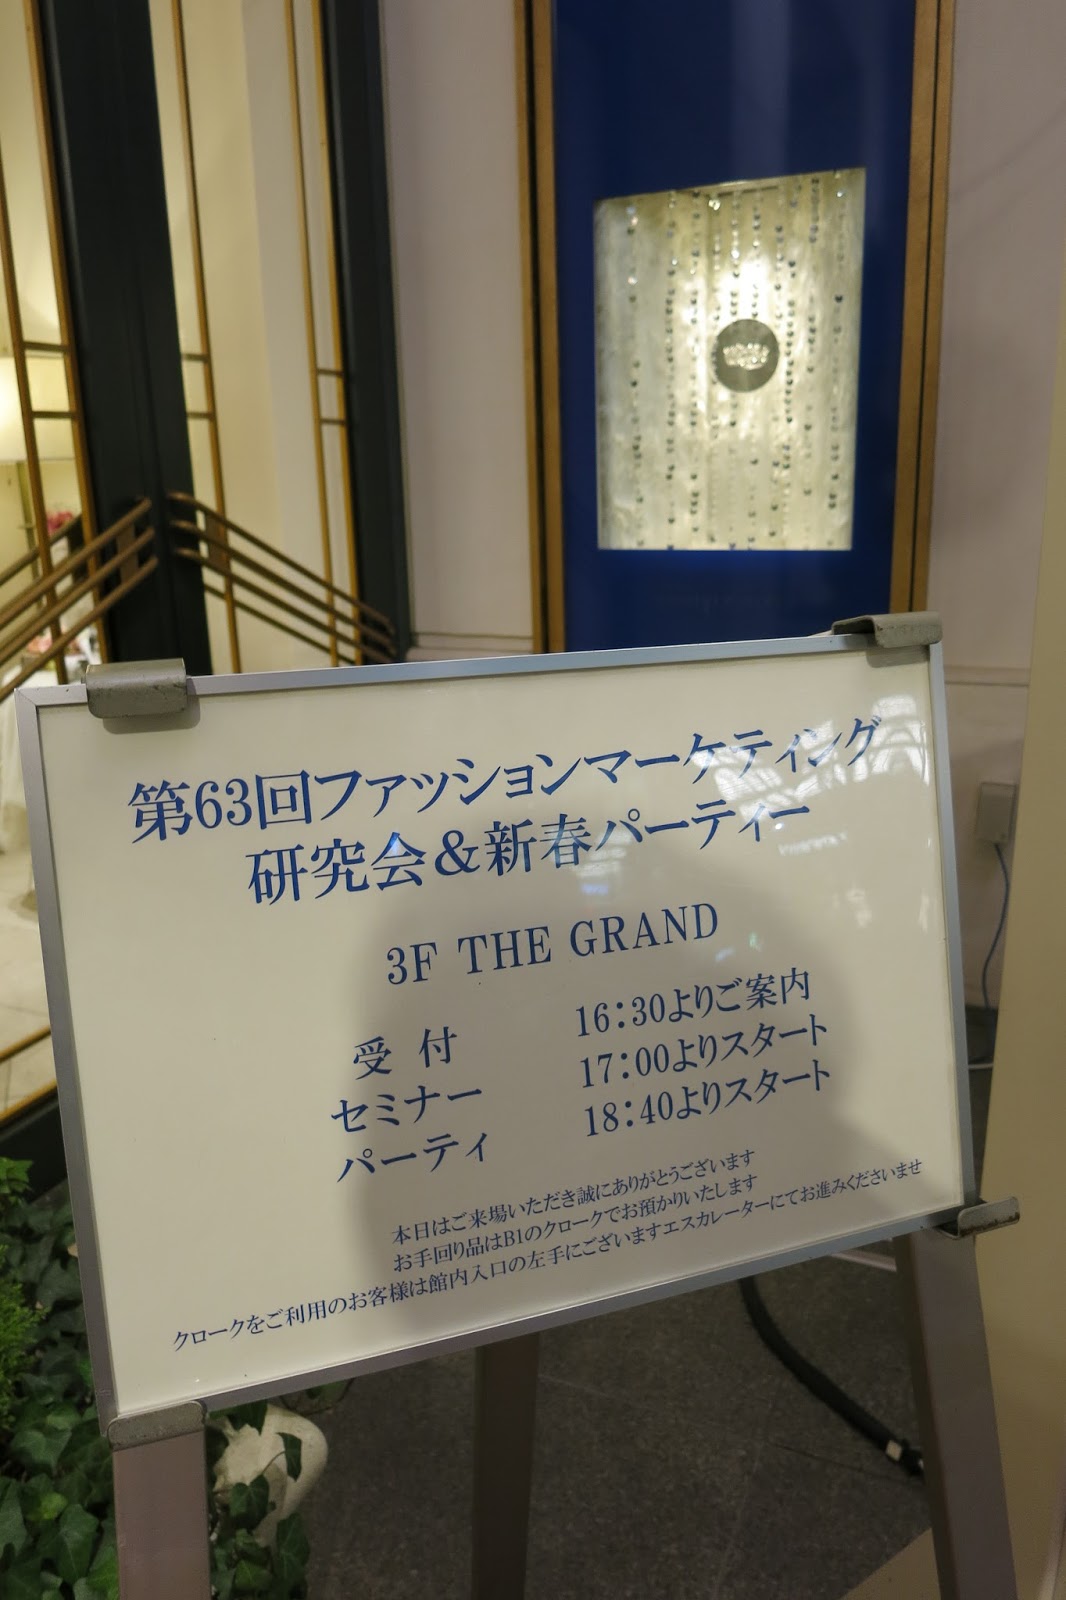 第63回ファッションマーケティング
研究会＆新春パーティー
3F THE GRAND
受 付 16：30よりご案内
セミナー 17：00よりスタート
パーティ 18：40よりスタート
本日はご来場いただき誠にありがとうございます
お手回り品はB1のクロークでお預かりいたします
クロークをご利用のお客様は館内入口の左手にございますエスカレーターにてお進みくださいませ